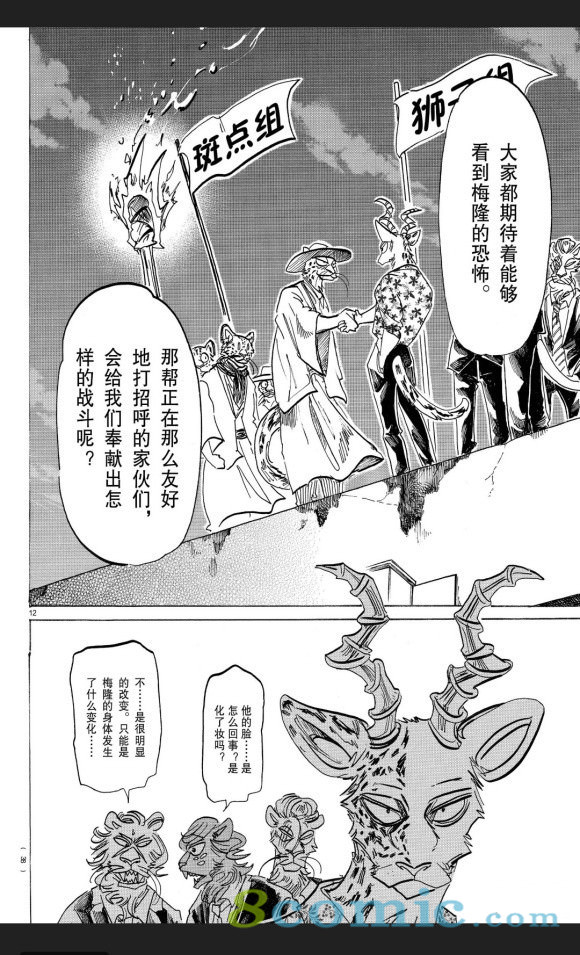 大家都期待着能够
看到梅隆的恐怖。
狮子组
斑点组
那帮正在那么友好
地打招呼的家伙们，
会给我们奉献出怎
样的战斗呢？
12
他的脸……是
怎么回事？是
化了妆吗？
不……是很明显
的改变。只能是
梅隆的身体发生
了什么变化……
( 38 )
8comic.com